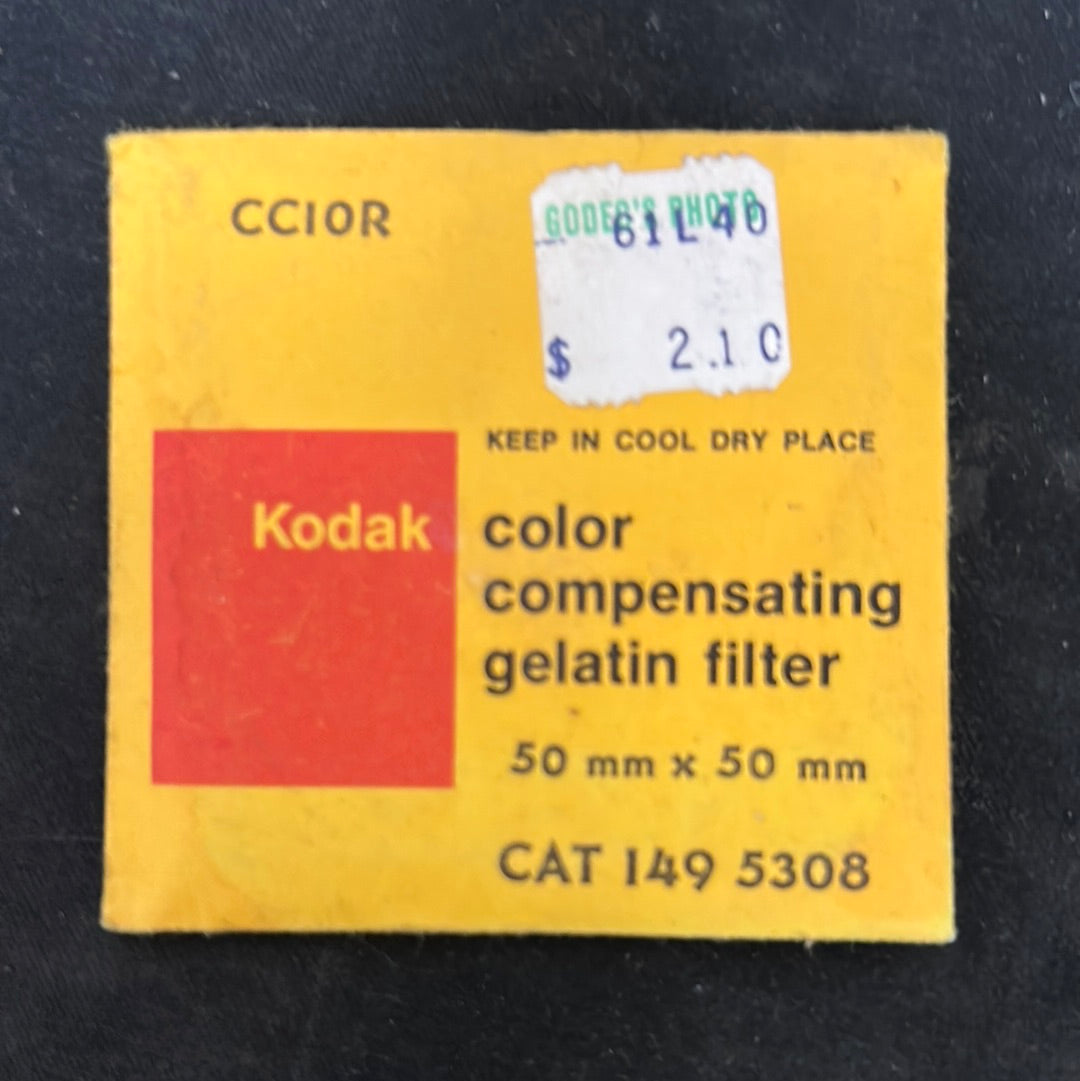 CC10R
PHOTO
61L40
$ 2.10
KEEP IN COOL DRY PLACE
Kodak
color
compensating
gelatin filter
50 mm x 50 mm
CAT 149 5308